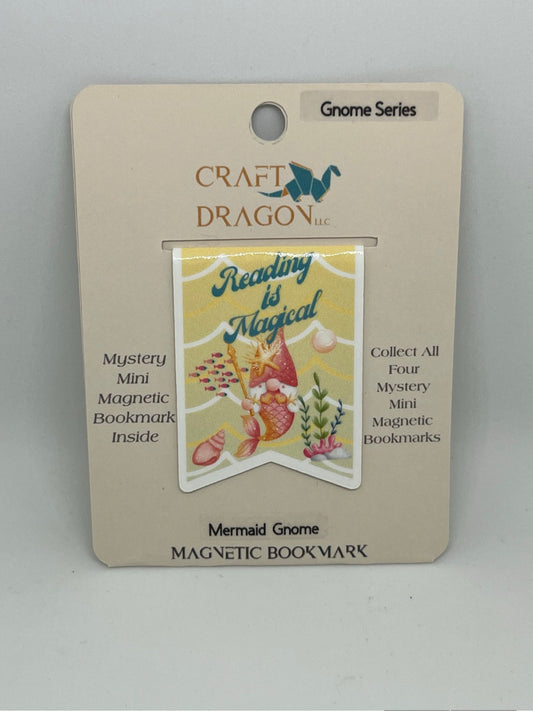 Gnome Series
CRAFT
DRAGON LLC
Reading
is
Magical
Mystery
Mini
Magnetic
Bookmark
Inside
Collect All
Four
Mystery
Mini
Magnetic
Bookmarks
Mermaid Gnome
MAGNETIC BOOKMARK